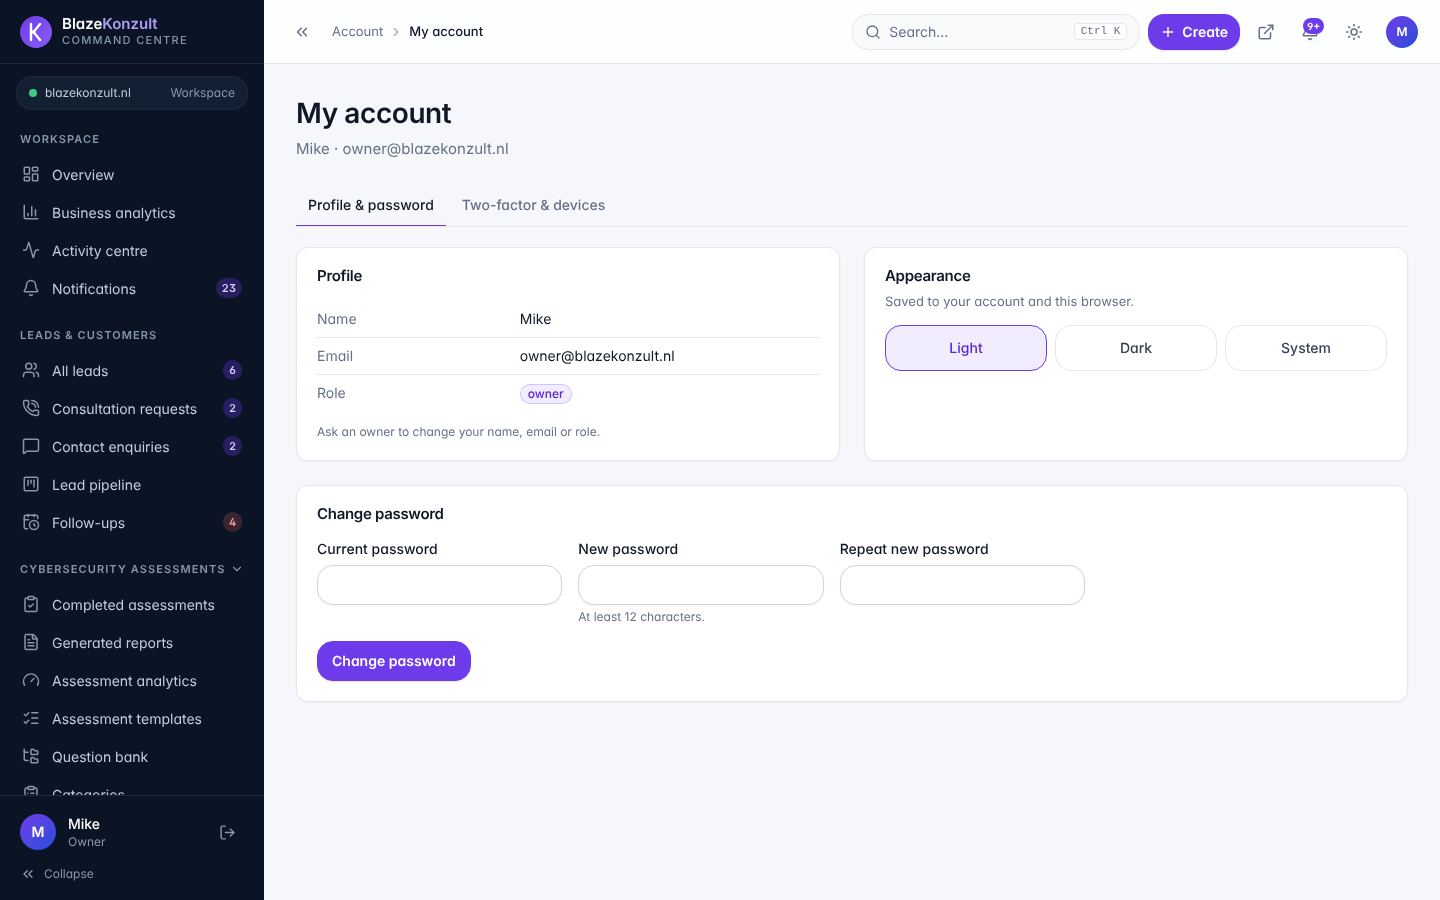 BlazeKonzult
COMMAND CENTRE
blazekonzult.nl Workspace
WORKSPACE
Overview
Business analytics
Activity centre
Notifications 23
LEADS & CUSTOMERS
All leads 6
Consultation requests 2
Contact enquiries 2
Lead pipeline
Follow-ups 4
CYBERSECURITY ASSESSMENTS
Completed assessments
Generated reports
Assessment analytics
Assessment templates
Question bank
Categories
M
Mike
Owner
Collapse
Account > My account
Search... Ctrl K
+ Create
9+
M
My account
Mike · owner@blazekonzult.nl
Profile & password Two-factor & devices
Profile
Name Mike
Email owner@blazekonzult.nl
Role owner
Ask an owner to change your name, email or role.
Appearance
Saved to your account and this browser.
Light Dark System
Change password
Current password New password Repeat new password
At least 12 characters.
Change password